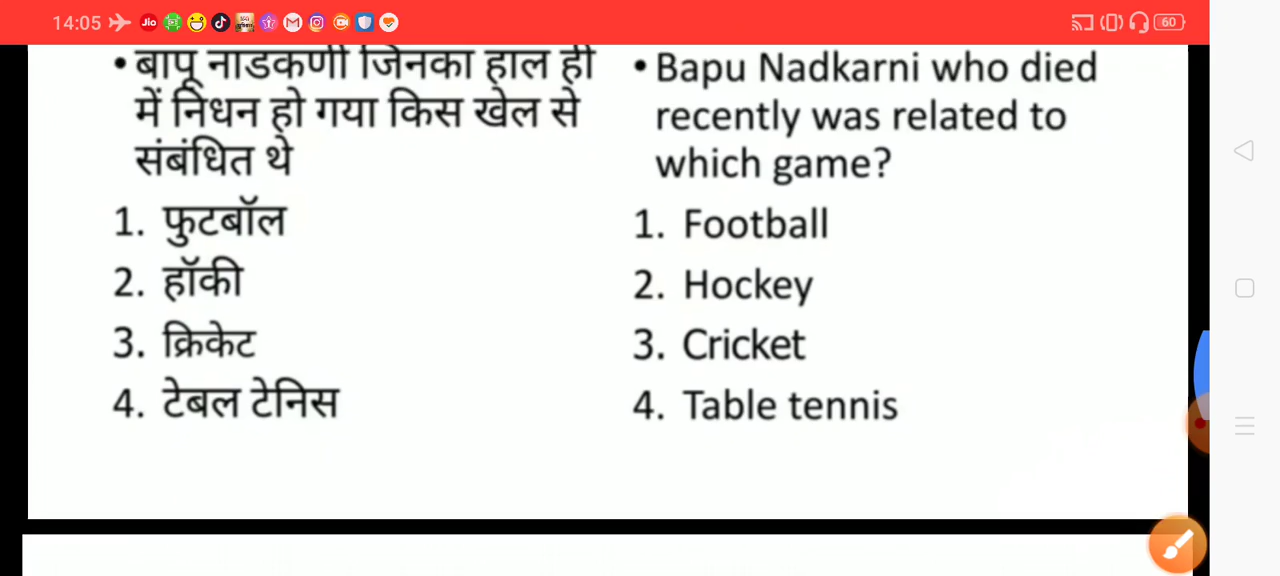 14:05
Jio
60
• बापू नाडकर्णी जिनका हाल ही
में निधन हो गया किस खेल से
संबंधित थे
1. फुटबॉल
2. हॉकी
3. क्रिकेट
4. टेबल टेनिस
• Bapu Nadkarni who died
recently was related to
which game?
1. Football
2. Hockey
3. Cricket
4. Table tennis